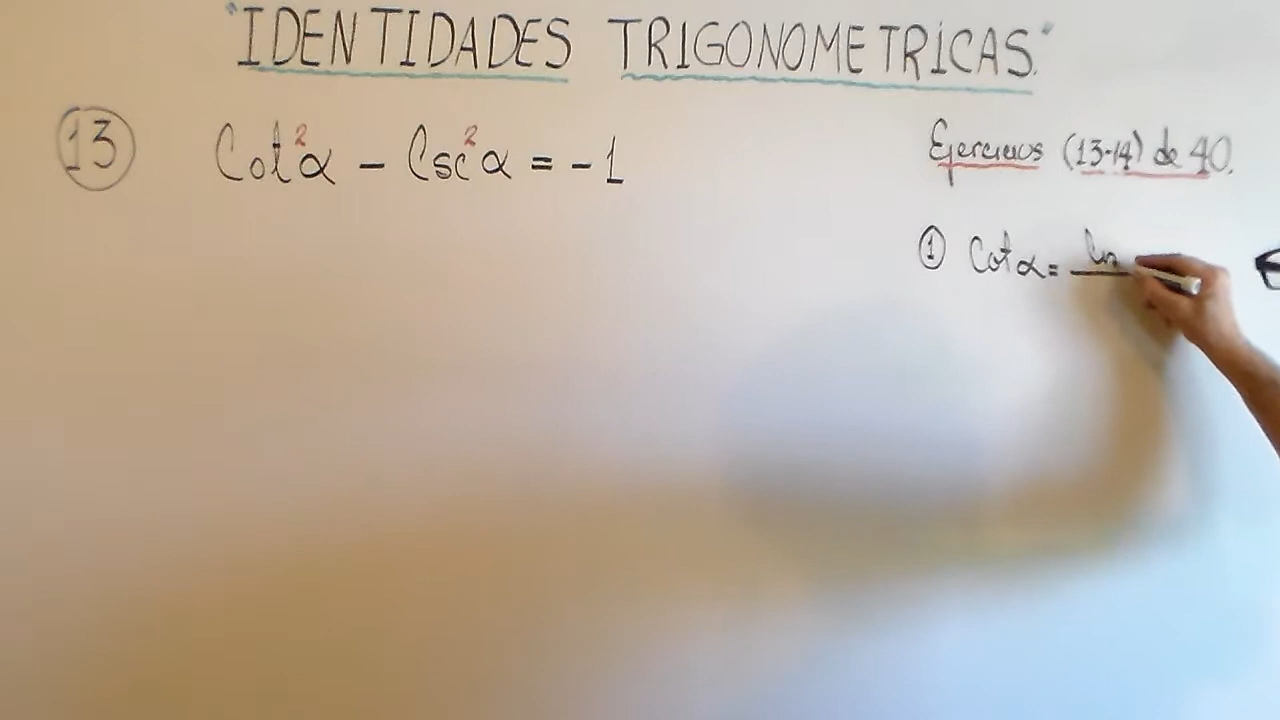 "IDENTIDADES TRIGONOMETRICAS."
13 Cot²α - Csc²α = -1
Ejercicios (13-14) de 40.
① Cotα =